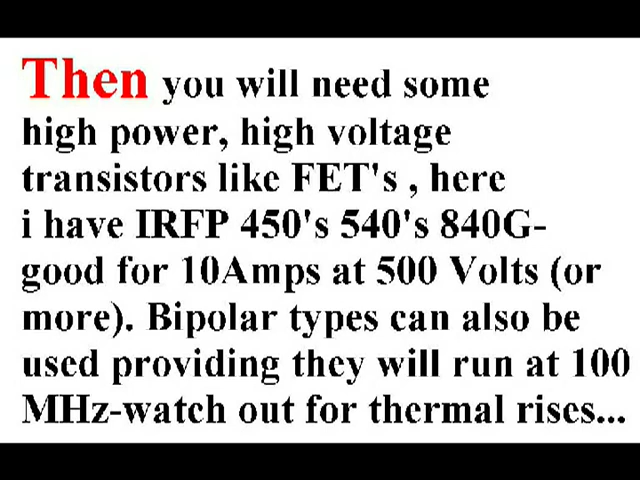 Then you will need some
high power, high voltage
transistors like FET's , here
i have IRFP 450's 540's 840G-
good for 10Amps at 500 Volts (or
more). Bipolar types can also be
used providing they will run at 100
MHz-watch out for thermal rises...